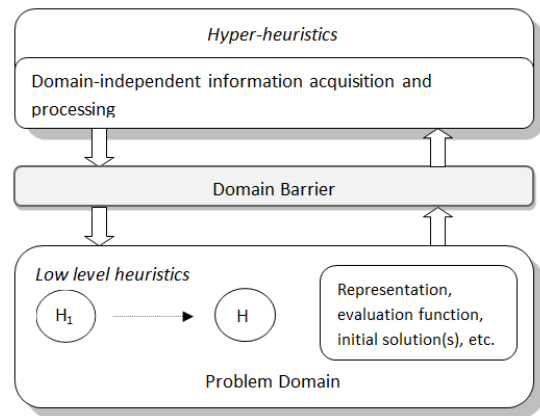 Hyper-heuristics
Domain-independent information acquisition and
processing
Domain Barrier
Low level heuristics
H₁
H
Representation,
evaluation function,
initial solution(s), etc.
Problem Domain